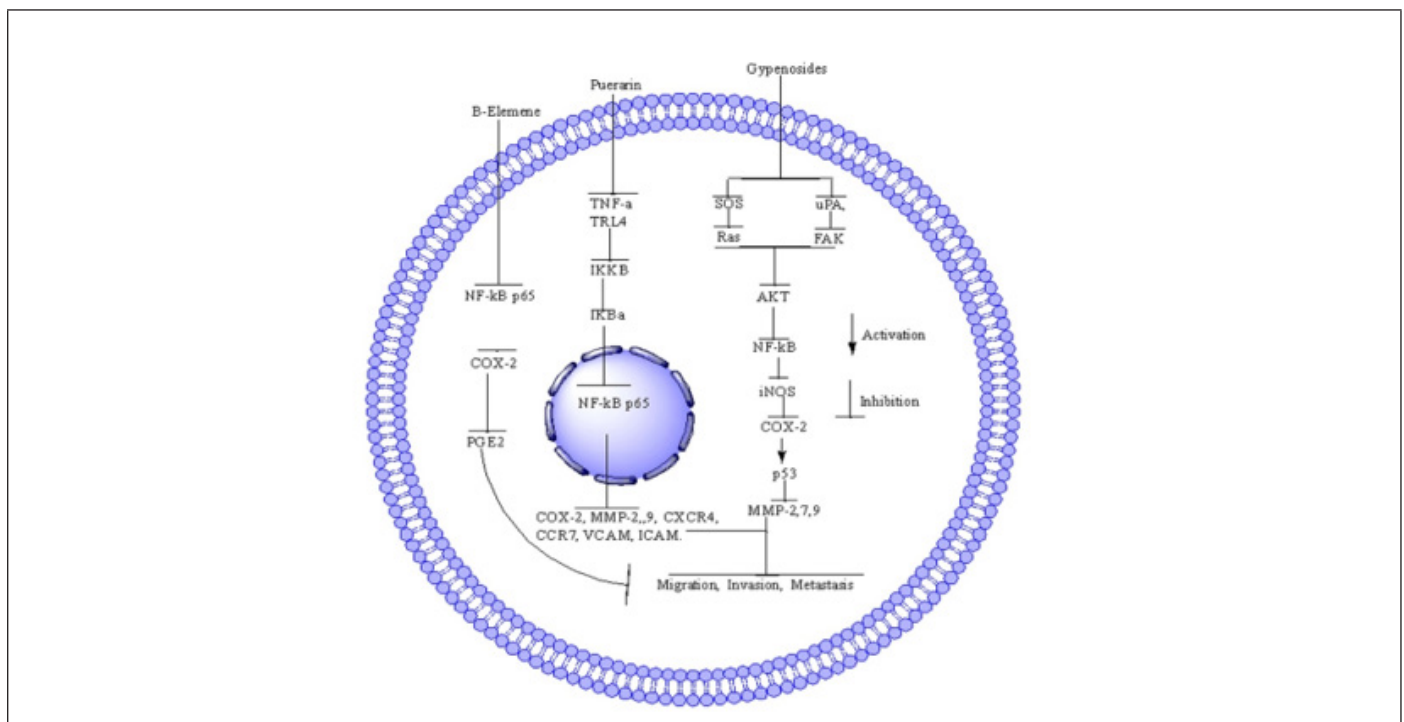 Gypenosides
Puerarin
B-Elemene
TNF-a
TRL4
SOS
uPA,
Ras
FAK
IKKB
NF-kB p65
AKT
IKBa
Activation
NF-kB
COX-2
iNOS
NF-kB p65
Inhibition
COX-2
PGE2
p53
MMP-2,7,9
COX-2, MMP-2,,9, CXCR4,
CCR7, VCAM, ICAM.
Migration, Invasion, Metastasis